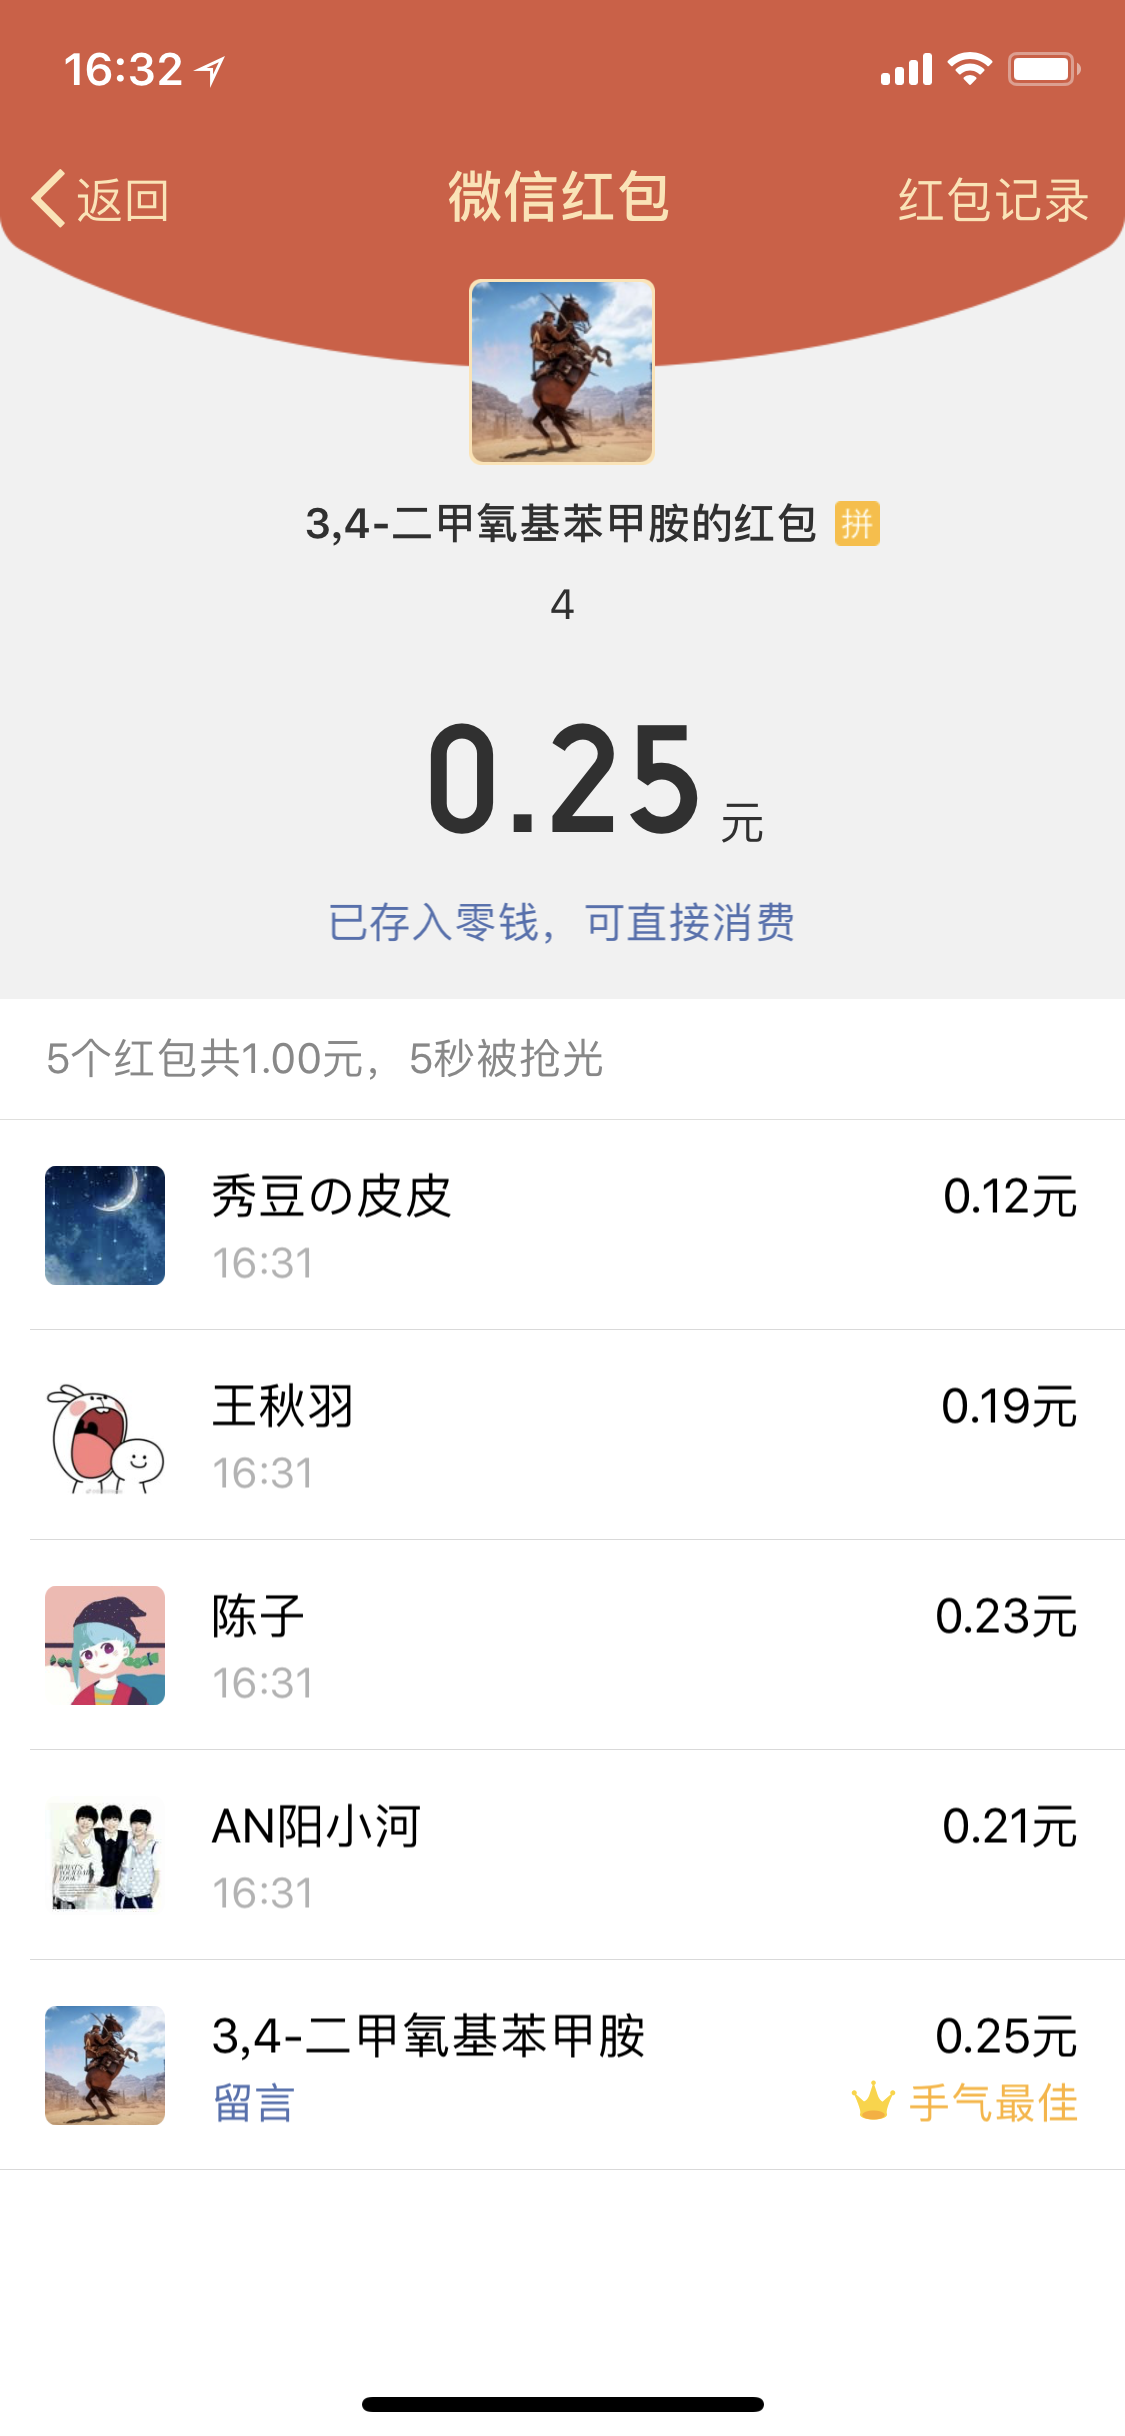 16:32
返回 微信红包 红包记录
3,4-二甲氧基苯甲胺的红包 拼
4
0.25 元
已存入零钱，可直接消费
5个红包共1.00元，5秒被抢光
秀豆の皮皮 0.12元
16:31
王秋羽 0.19元
16:31
陈子 0.23元
16:31
AN阳小河 0.21元
16:31
WHAT'S
YOUR DAILY
LOOK?
3,4-二甲氧基苯甲胺 0.25元
留言 手气最佳